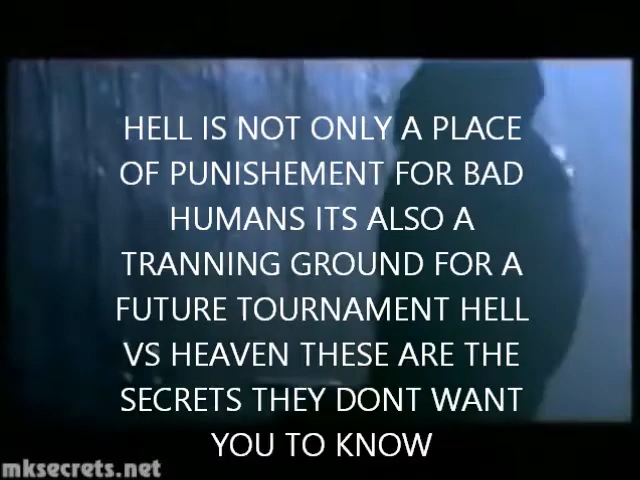 HELL IS NOT ONLY A PLACE
OF PUNISHEMENT FOR BAD
HUMANS ITS ALSO A
TRANNING GROUND FOR A
FUTURE TOURNAMENT HELL
VS HEAVEN THESE ARE THE
SECRETS THEY DONT WANT
YOU TO KNOW
mksecrets.net